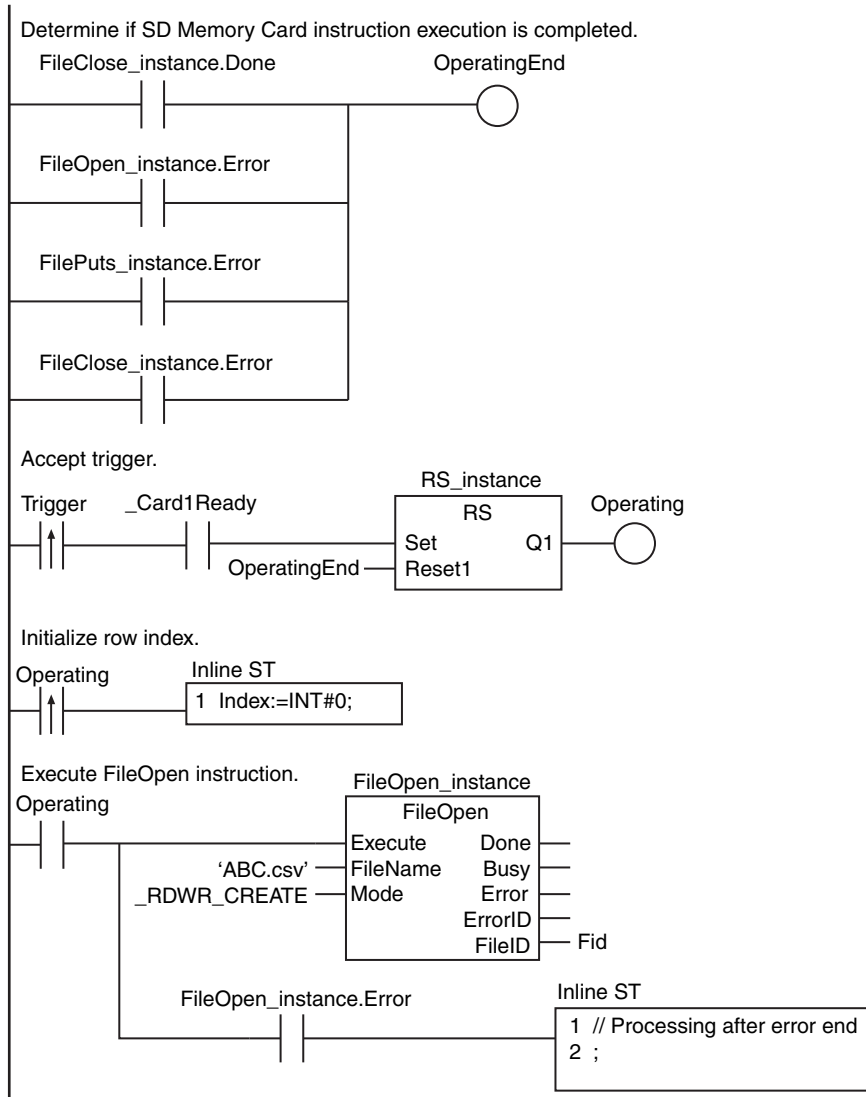 Determine if SD Memory Card instruction execution is completed.
FileClose_instance.Done
OperatingEnd
FileOpen_instance.Error
FilePuts_instance.Error
FileClose_instance.Error
Accept trigger.
RS_instance
Trigger
_Card1Ready
RS
Operating
Set
Q1
OperatingEnd
Reset1
Initialize row index.
Operating
Inline ST
1 Index:=INT#0;
Execute FileOpen instruction.
FileOpen_instance
Operating
FileOpen
Execute
Done
‘ABC.csv’
FileName
Busy
_RDWR_CREATE
Mode
Error
ErrorID
FileID
Fid
FileOpen_instance.Error
Inline ST
1 // Processing after error end
2 ;